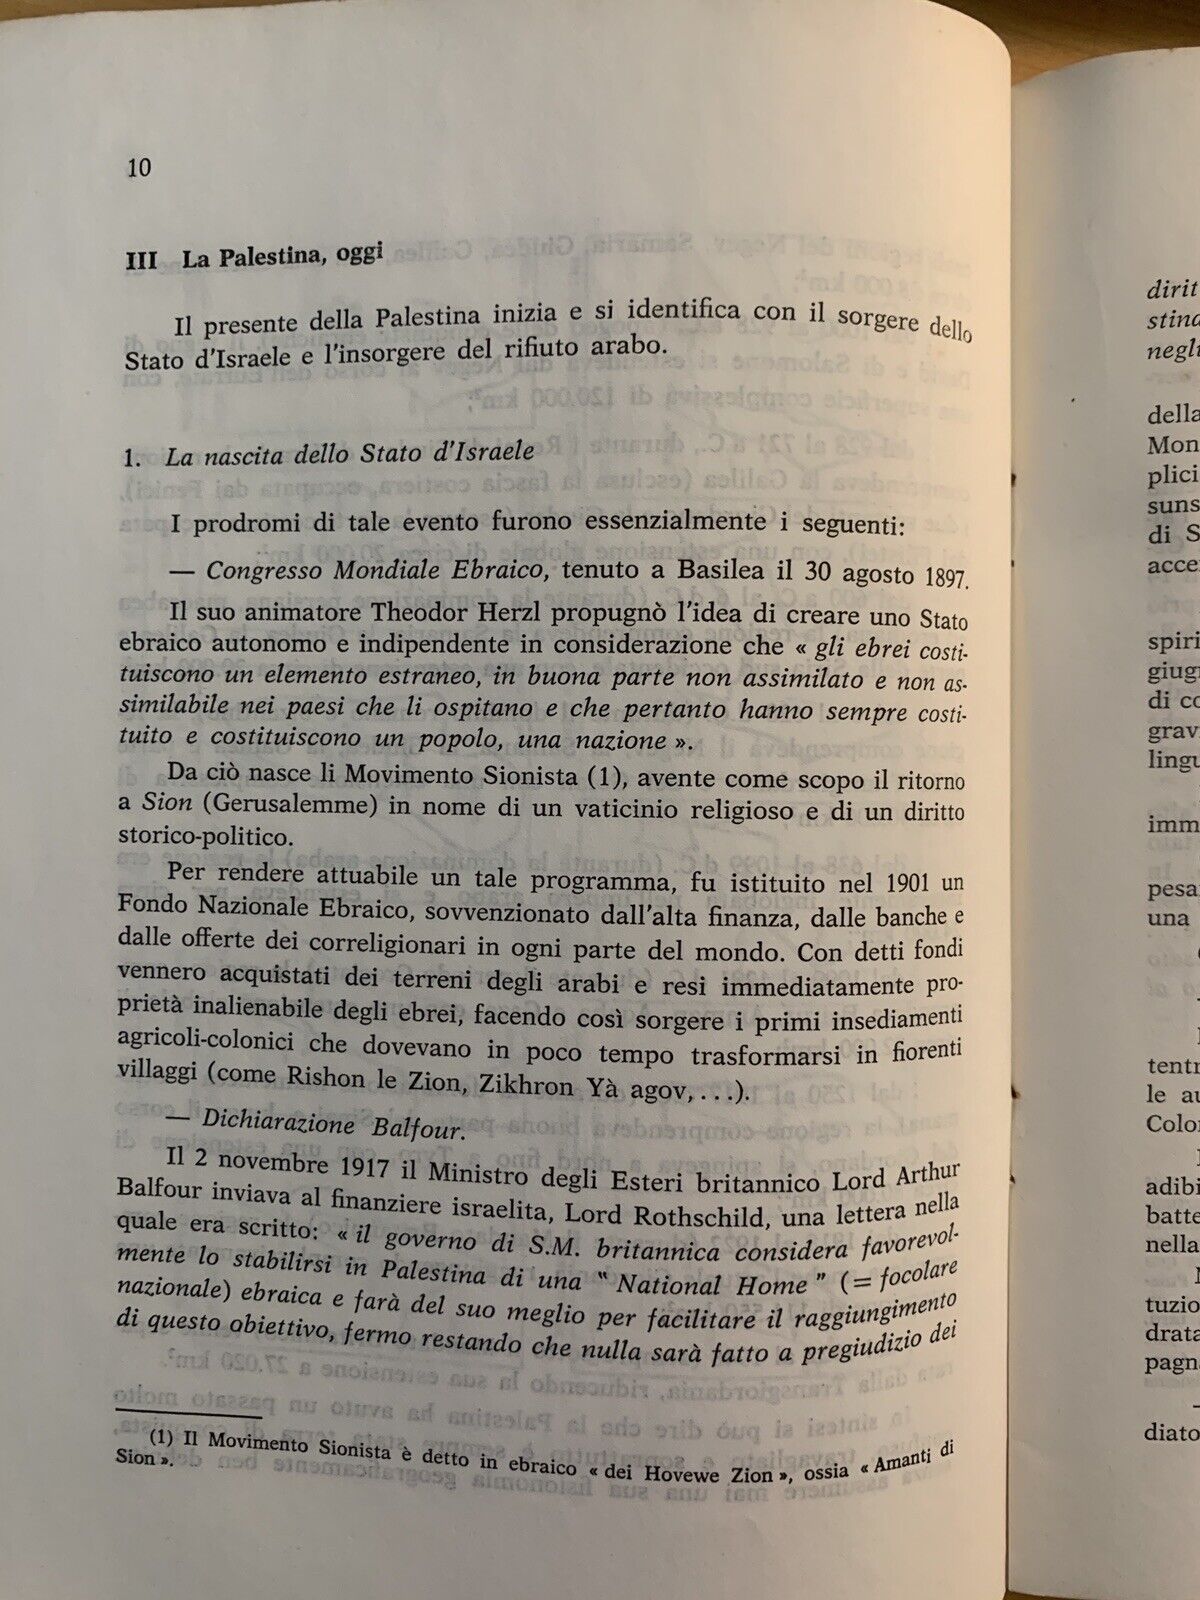 10
III La Palestina, oggi
Il presente della Palestina inizia e si identifica con il sorgere dello
Stato d'Israele e l'insorgere del rifiuto arabo.
1. La nascita dello Stato d'Israele
I prodromi di tale evento furono essenzialmente i seguenti:
— Congresso Mondiale Ebraico, tenuto a Basilea il 30 agosto 1897.
Il suo animatore Theodor Herzl propugnò l'idea di creare uno Stato
ebraico autonomo e indipendente in considerazione che « gli ebrei costi-
tuiscono un elemento estraneo, in buona parte non assimilato e non as-
similabile nei paesi che li ospitano e che pertanto hanno sempre costi-
tuito e costituiscono un popolo, una nazione ».
Da ciò nasce li Movimento Sionista (1), avente come scopo il ritorno
a Sion (Gerusalemme) in nome di un vaticinio religioso e di un diritto
storico-politico.
Per rendere attuabile un tale programma, fu istituito nel 1901 un
Fondo Nazionale Ebraico, sovvenzionato dall'alta finanza, dalle banche e
dalle offerte dei correligionari in ogni parte del mondo. Con detti fondi
vennero acquistati dei terreni degli arabi e resi immediatamente pro-
prietà inalienabile degli ebrei, facendo così sorgere i primi insediamenti
agricoli-colonici che dovevano in poco tempo trasformarsi in fiorenti
villaggi (come Rishon le Zion, Zikhron Yà agov, . . .).
— Dichiarazione Balfour.
Il 2 novembre 1917 il Ministro degli Esteri britannico Lord Arthur
Balfour inviava al finanziere israelita, Lord Rothschild, una lettera nella
quale era scritto: « il governo di S.M. britannica considera favorevol-
mente lo stabilirsi in Palestina di una " National Home " (= focolare
nazionale) ebraica e farà del suo meglio per facilitare il raggiungimento
di questo obiettivo, fermo restando che nulla sarà fatto a pregiudizio dei
(1) Il Movimento Sionista è detto in ebraico « dei Hovewe Zion », ossia « Amanti di
Sion ».
dirit
stina
negli
della
Mon
plici
suns
di S
acce
spiri
giug
di co
grav
lingu
imm
pesa
una
tentr
le au
Color
adibi
batte
nella
tuzio
drata
pagn
diato